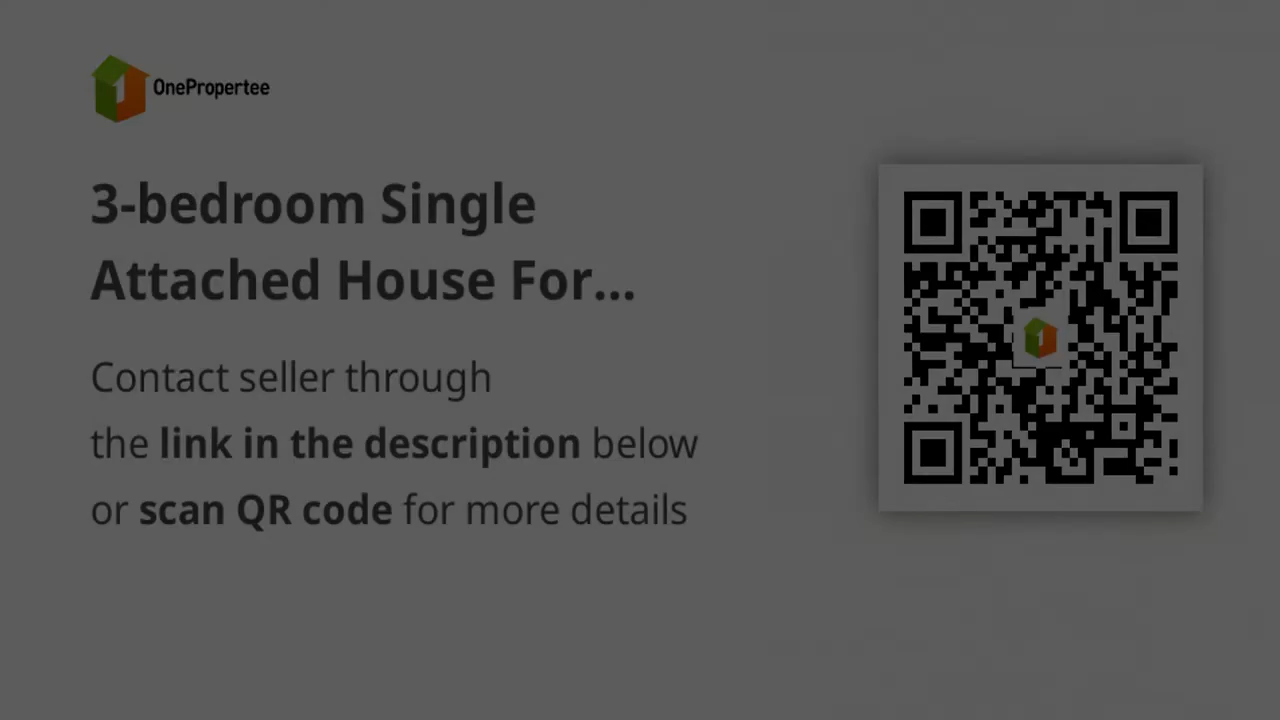 OnePropertee
3-bedroom Single
Attached House For...
Contact seller through
the link in the description below
or scan QR code for more details